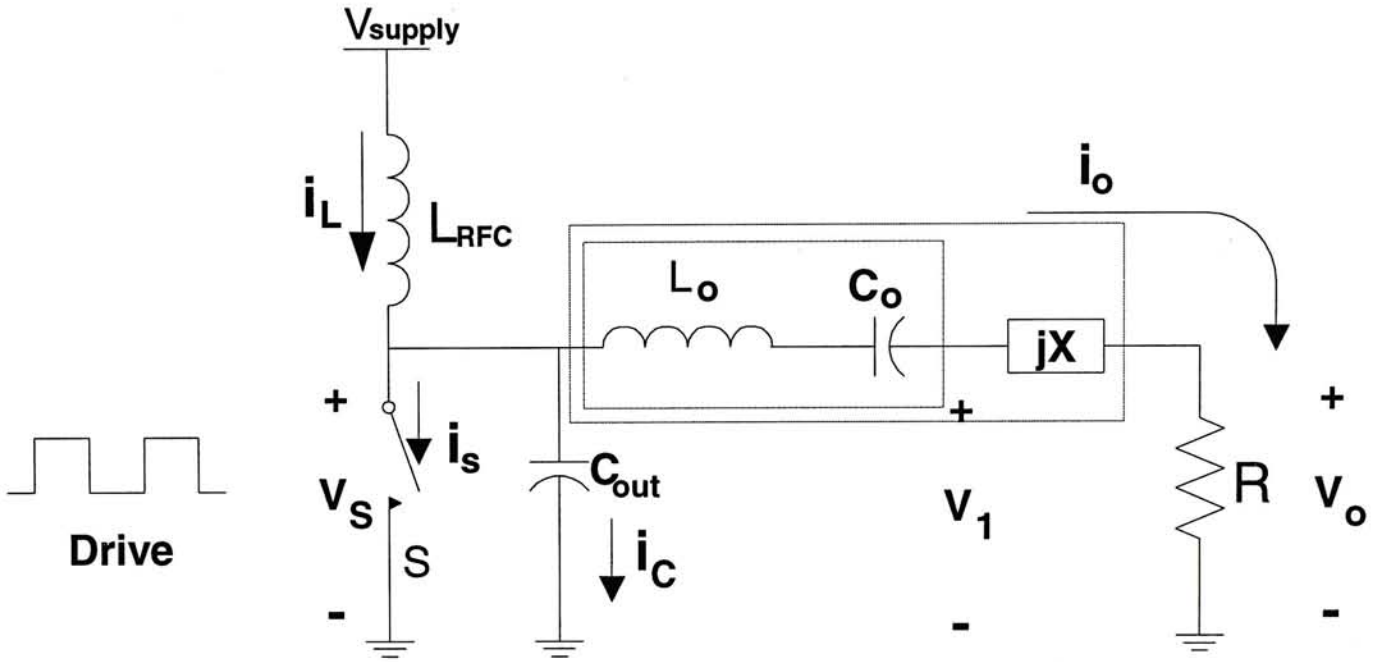 Vsupply
iL
LRFC
io
Lo
Co
jX
+
+
+
is
VS
S
Cout
iC
V1
R
Vo
Drive
-
-
-